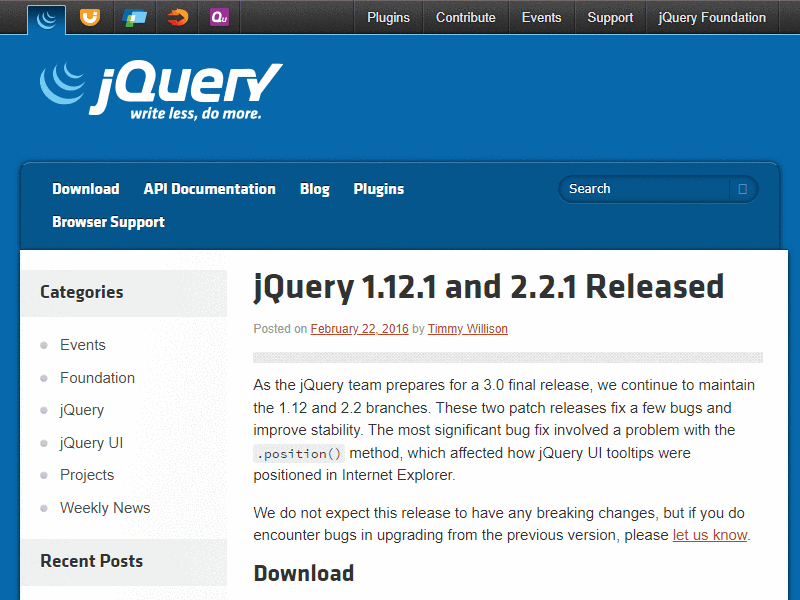 Plugins Contribute Events Support jQuery Foundation
jQuery
write less, do more.
Download API Documentation Blog Plugins
Search
Browser Support
Categories
Events
Foundation
jQuery
jQuery UI
Projects
Weekly News
Recent Posts
jQuery 1.12.1 and 2.2.1 Released
Posted on February 22, 2016 by Timmy Willison
As the jQuery team prepares for a 3.0 final release, we continue to maintain
the 1.12 and 2.2 branches. These two patch releases fix a few bugs and
improve stability. The most significant bug fix involved a problem with the
.position() method, which affected how jQuery UI tooltips were
positioned in Internet Explorer.
We do not expect this release to have any breaking changes, but if you do
encounter bugs in upgrading from the previous version, please let us know.
Download